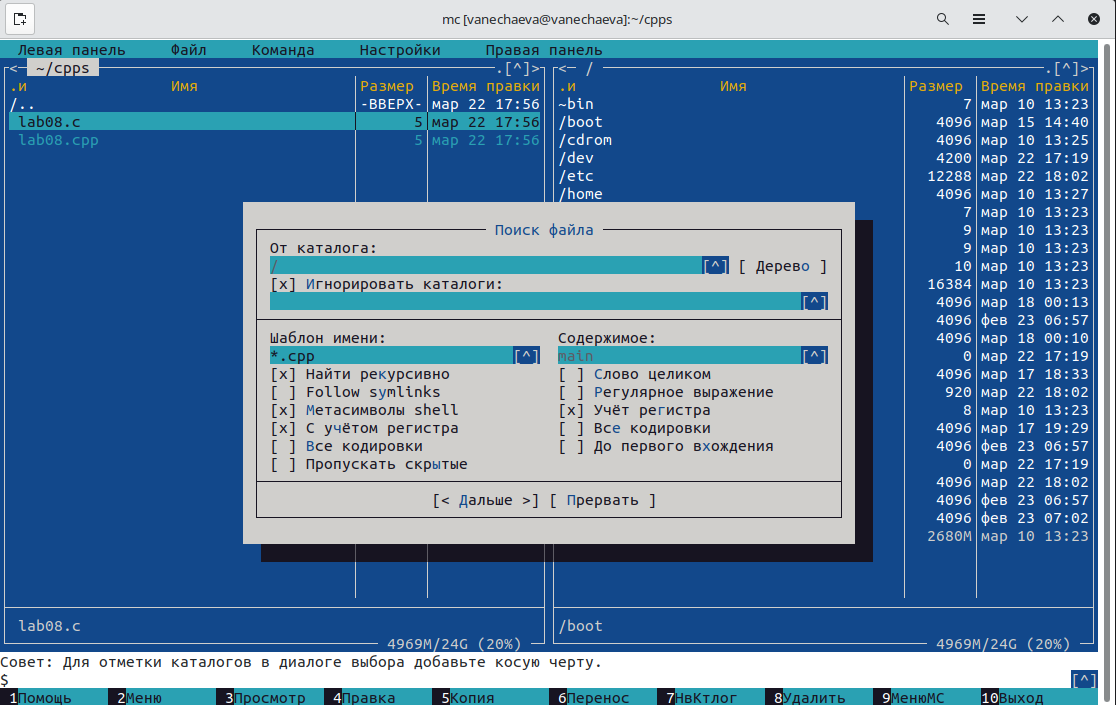 mc [vanechaeva@vanechaeva]:~/cpps
Левая панель Файл Команда Настройки Правая панель
<─ ~/cpps .[^]> <─ / .[^]>
.и Имя Размер Время правки .и Имя Размер Время правки
/.. -ВВЕРХ- мар 22 17:56 ~bin 7 мар 10 13:23
lab08.c 5 мар 22 17:56 /boot 4096 мар 15 14:40
lab08.cpp 5 мар 22 17:56 /cdrom 4096 мар 10 13:25
/dev 4200 мар 22 17:19
/etc 12288 мар 22 18:02
/home 4096 мар 10 13:27
7 мар 10 13:23
Поиск файла 9 мар 10 13:23
От каталога: 9 мар 10 13:23
/ [^] [ Дерево ] 10 мар 10 13:23
[x] Игнорировать каталоги: 16384 мар 10 13:23
[^] 4096 мар 18 00:13
4096 фев 23 06:57
Шаблон имени: Содержимое: 4096 мар 18 00:10
*.cpp [^] main [^] 0 мар 22 17:19
[x] Найти рекурсивно [ ] Слово целиком 4096 мар 17 18:33
[ ] Follow symlinks [ ] Регулярное выражение 920 мар 22 18:02
[x] Метасимволы shell [x] Учёт регистра 8 мар 10 13:23
[x] С учётом регистра [ ] Все кодировки 4096 мар 17 19:29
[ ] Все кодировки [ ] До первого вхождения 4096 фев 23 06:57
[ ] Пропускать скрытые 0 мар 22 17:19
4096 мар 22 18:02
[< Дальше >] [ Прервать ] 4096 фев 23 06:57
4096 фев 23 07:02
2680M мар 10 13:23
lab08.c /boot
4969M/24G (20%) 4969M/24G (20%)
Совет: Для отметки каталогов в диалоге выбора добавьте косую черту.
$ [^]
1Помощь 2Меню 3Просмотр 4Правка 5Копия 6Перенос 7НвКтлог 8Удалить 9МенюMC 10Выход